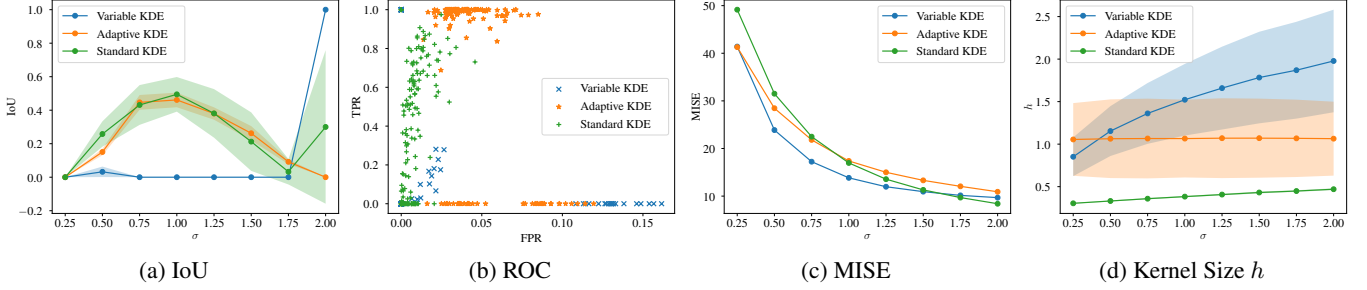 1.0
0.8
0.6
0.4
0.2
0.0
−0.2
IoU
Variable KDE
Adaptive KDE
Standard KDE
0.25 0.50 0.75 1.00 1.25 1.50 1.75 2.00
σ
(a) IoU
1.0
0.8
0.6
0.4
0.2
0.0
TPR
Variable KDE
Adaptive KDE
Standard KDE
0.00 0.05 0.10 0.15
FPR
(b) ROC
50
40
30
20
10
MISE
Variable KDE
Adaptive KDE
Standard KDE
0.25 0.50 0.75 1.00 1.25 1.50 1.75 2.00
σ
(c) MISE
2.5
2.0
1.5
1.0
0.5
h
Variable KDE
Adaptive KDE
Standard KDE
0.25 0.50 0.75 1.00 1.25 1.50 1.75 2.00
σ
(d) Kernel Size h